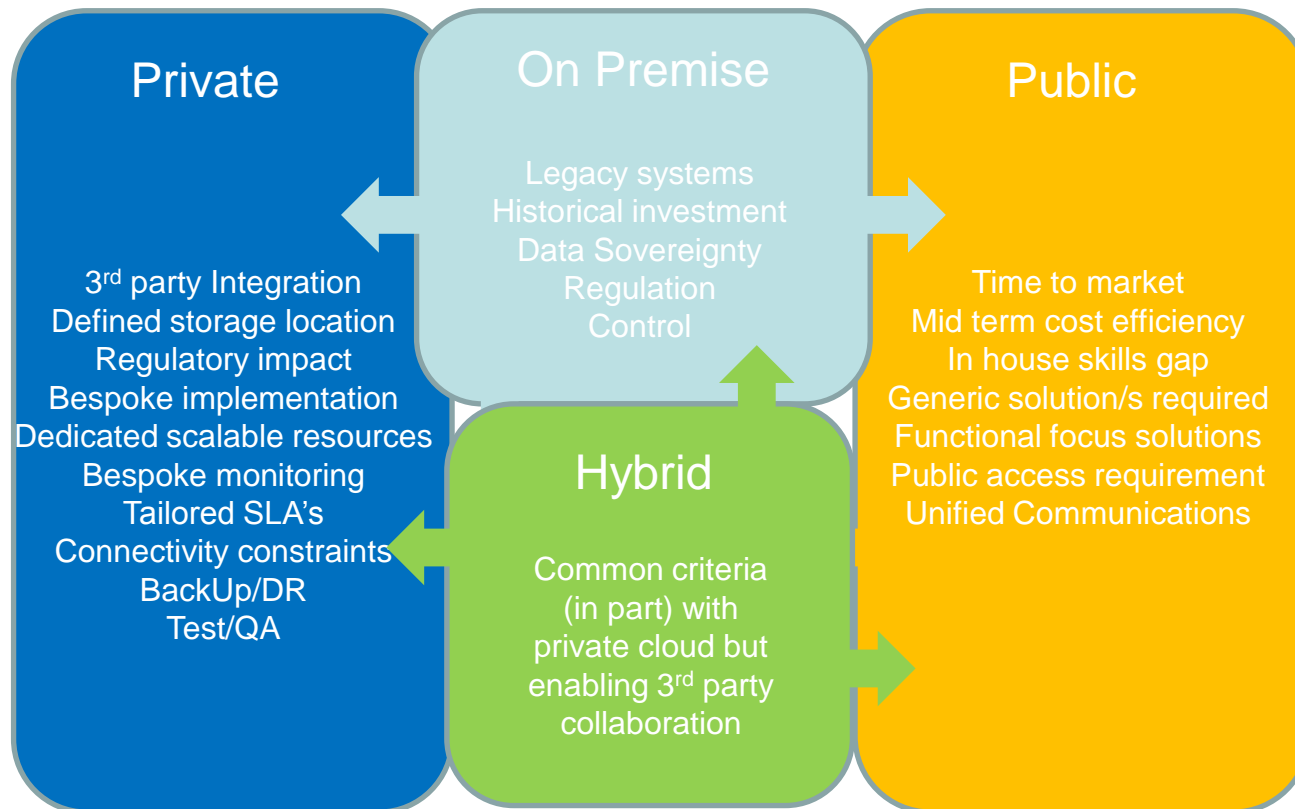 Private
3rd party Integration
Defined storage location
Regulatory impact
Bespoke implementation
Dedicated scalable resources
Bespoke monitoring
Tailored SLA's
Connectivity constraints
BackUp/DR
Test/QA
On Premise
Legacy systems
Historical investment
Data Sovereignty
Regulation
Control
Hybrid
Common criteria
(in part) with
private cloud but
enabling 3rd party
collaboration
Public
Time to market
Mid term cost efficiency
In house skills gap
Generic solution/s required
Functional focus solutions
Public access requirement
Unified Communications